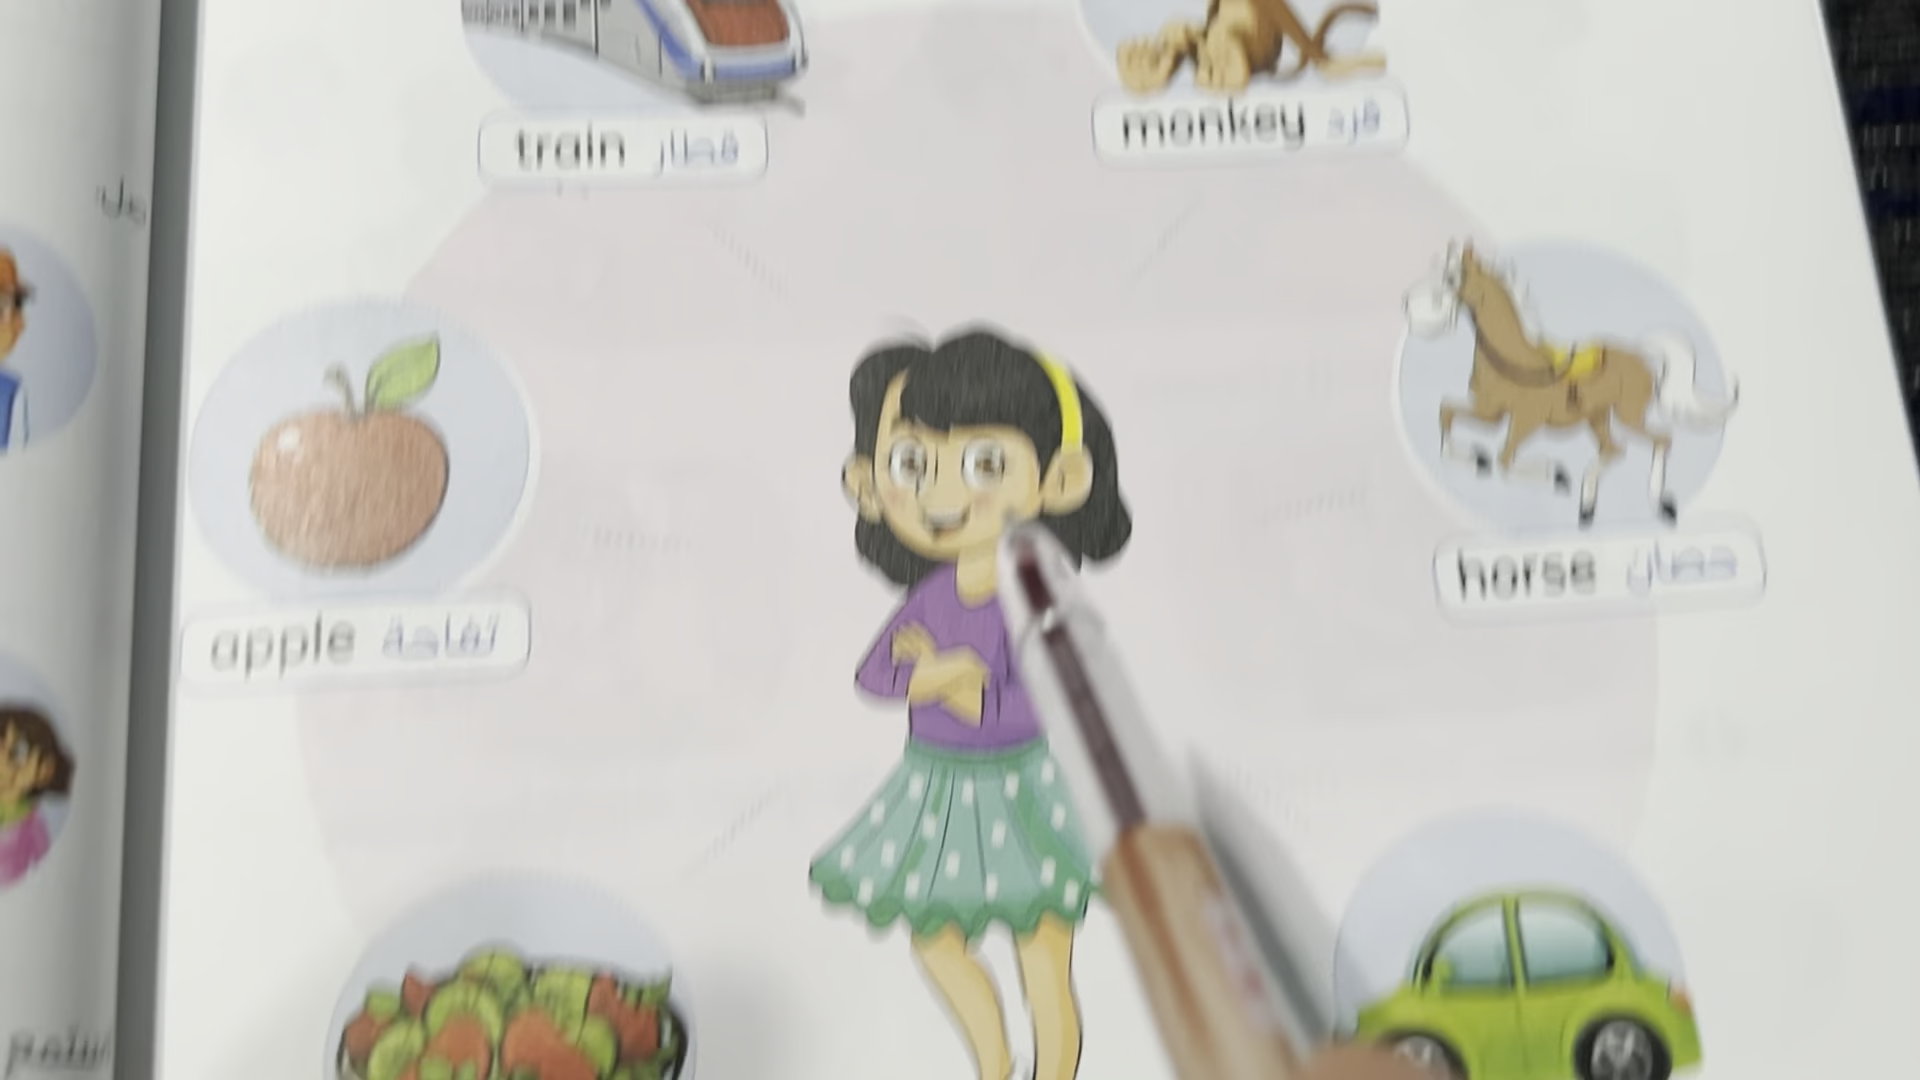 train قطار
monkey قرد
horse حصان
apple تفاحة